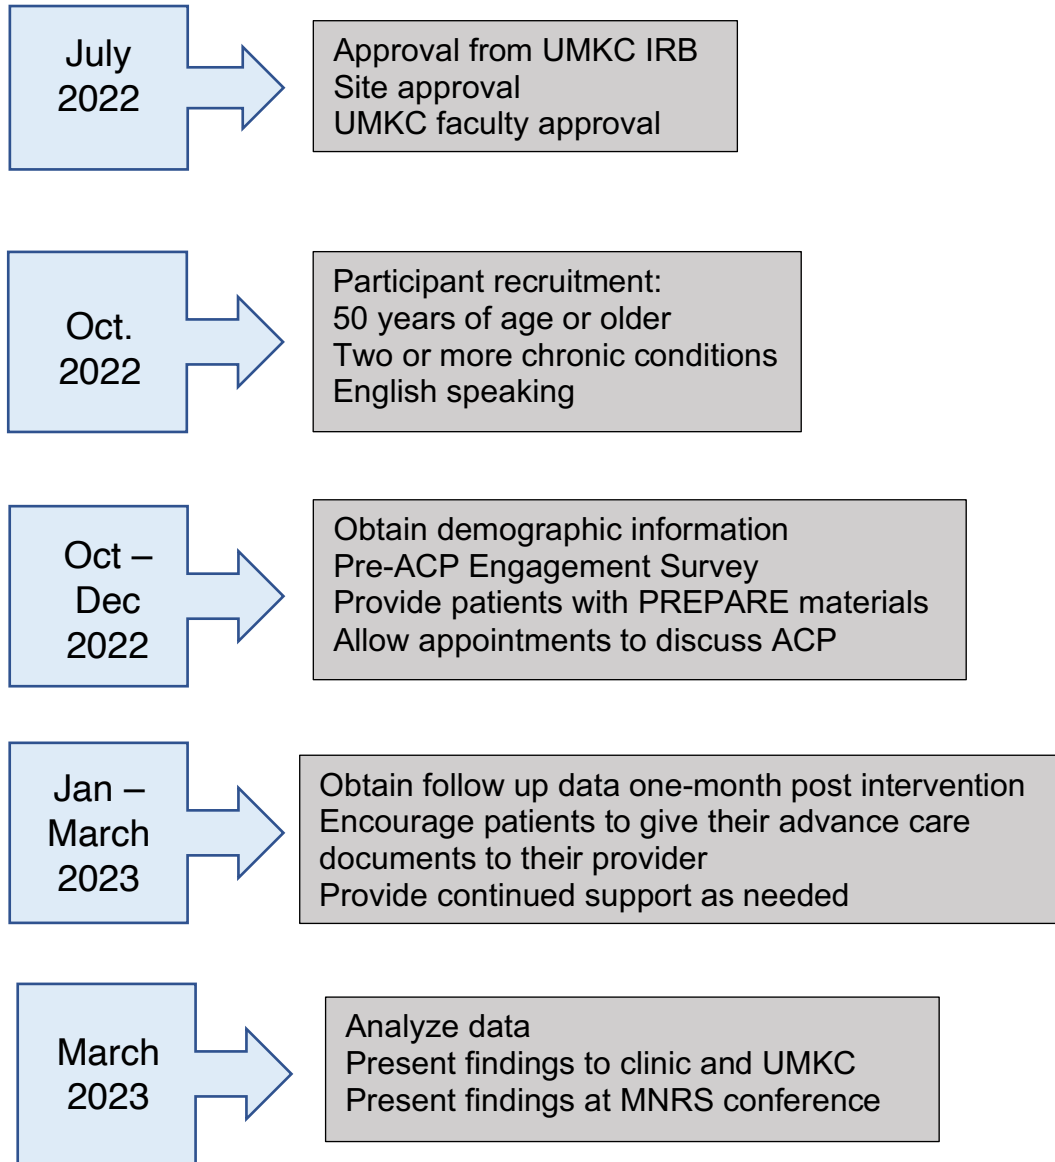 July
2022
Approval from UMKC IRB
Site approval
UMKC faculty approval
Oct.
2022
Participant recruitment:
50 years of age or older
Two or more chronic conditions
English speaking
Oct –
Dec
2022
Obtain demographic information
Pre-ACP Engagement Survey
Provide patients with PREPARE materials
Allow appointments to discuss ACP
Jan –
March
2023
Obtain follow up data one-month post intervention
Encourage patients to give their advance care
documents to their provider
Provide continued support as needed
March
2023
Analyze data
Present findings to clinic and UMKC
Present findings at MNRS conference